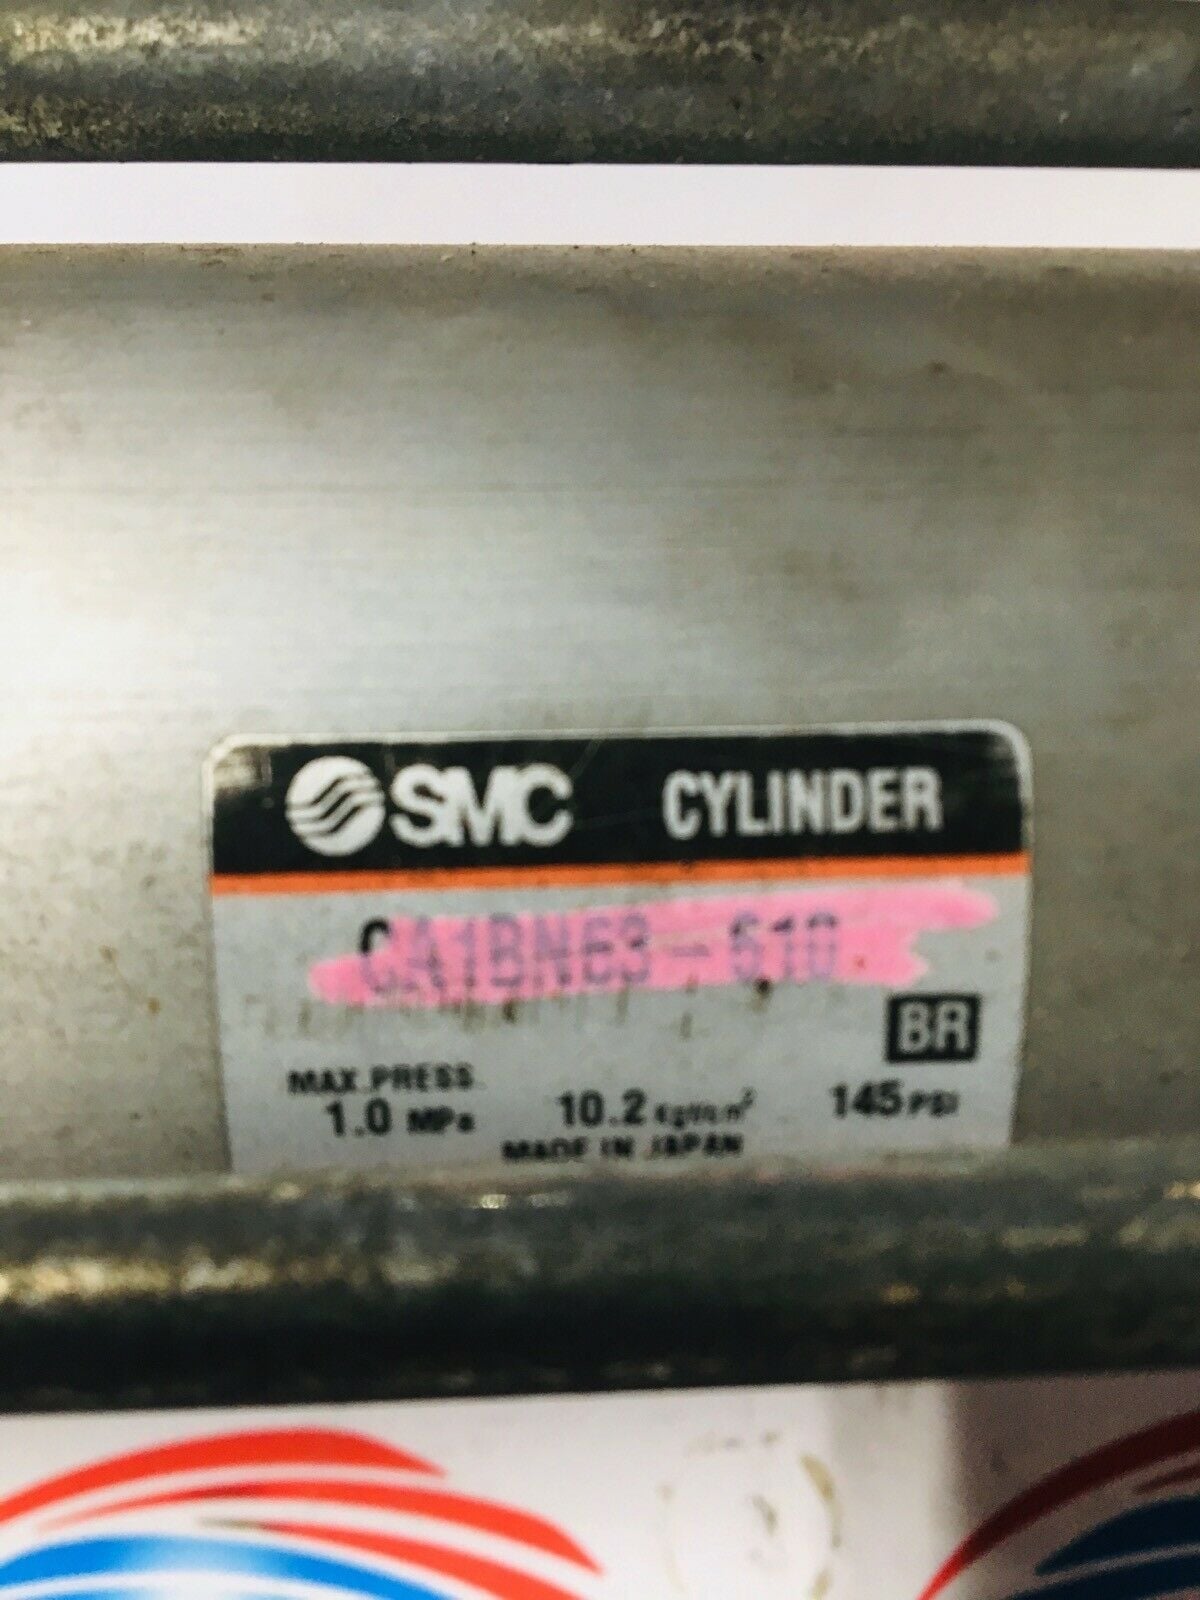 SMC CYLINDER
CA1BN63-610
BR
MAX.PRESS.
1.0 MPa 10.2 kgf/cm² 145 PSI
MADE IN JAPAN